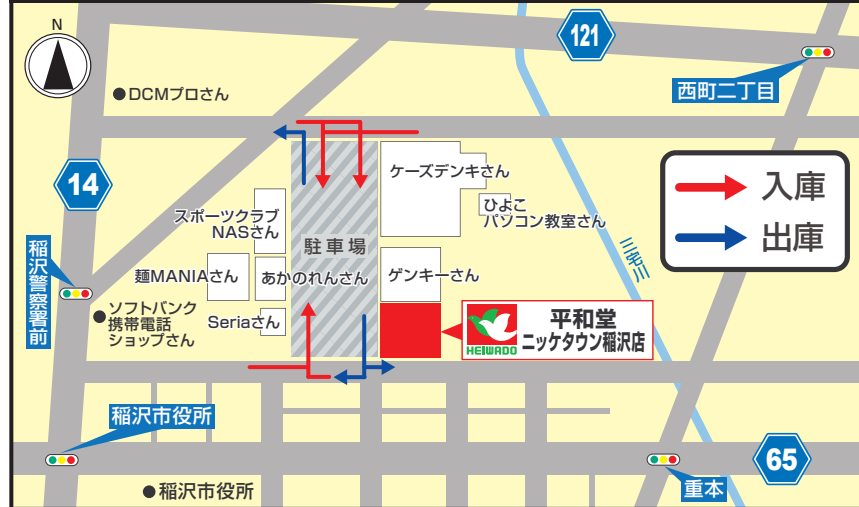 N
121
西町二丁目
DCMプロさん
14
ケーズデンキさん
入庫
ひよこ
パソコン教室さん
出庫
スポーツクラブ
NASさん
駐車場
三宅川
稲沢警察署前
麺MANIAさん
あかのれんさん
ゲンキーさん
ソフトバンク
携帯電話
ショップさん
Seriaさん
HEIWADO
平和堂
ニッケタウン稲沢店
稲沢市役所
65
重本
稲沢市役所